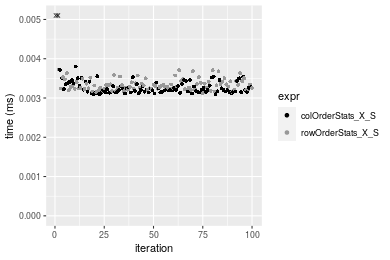 0.005
0.004
0.003
0.002
0.001
0.000
time (ms)
0 25 50 75 100
iteration
expr
colOrderStats_X_S
rowOrderStats_X_S